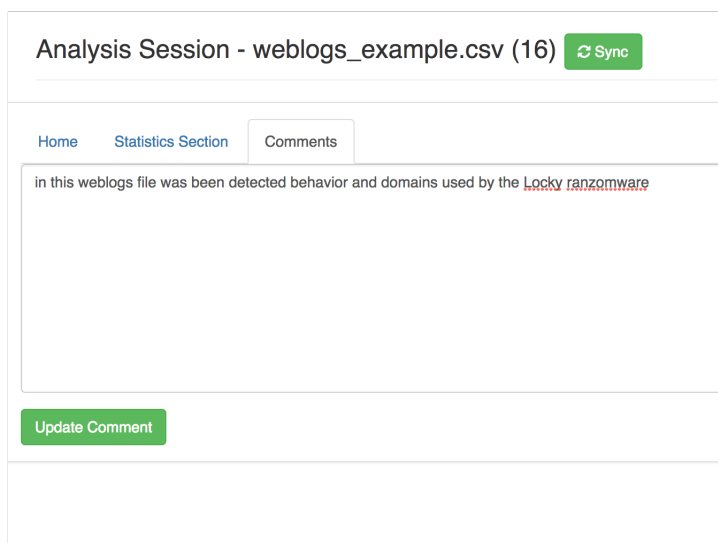 Analysis Session - weblogs_example.csv (16) Sync
Home Statistics Section Comments
in this weblogs file was been detected behavior and domains used by the Locky ranzomware
Update Comment